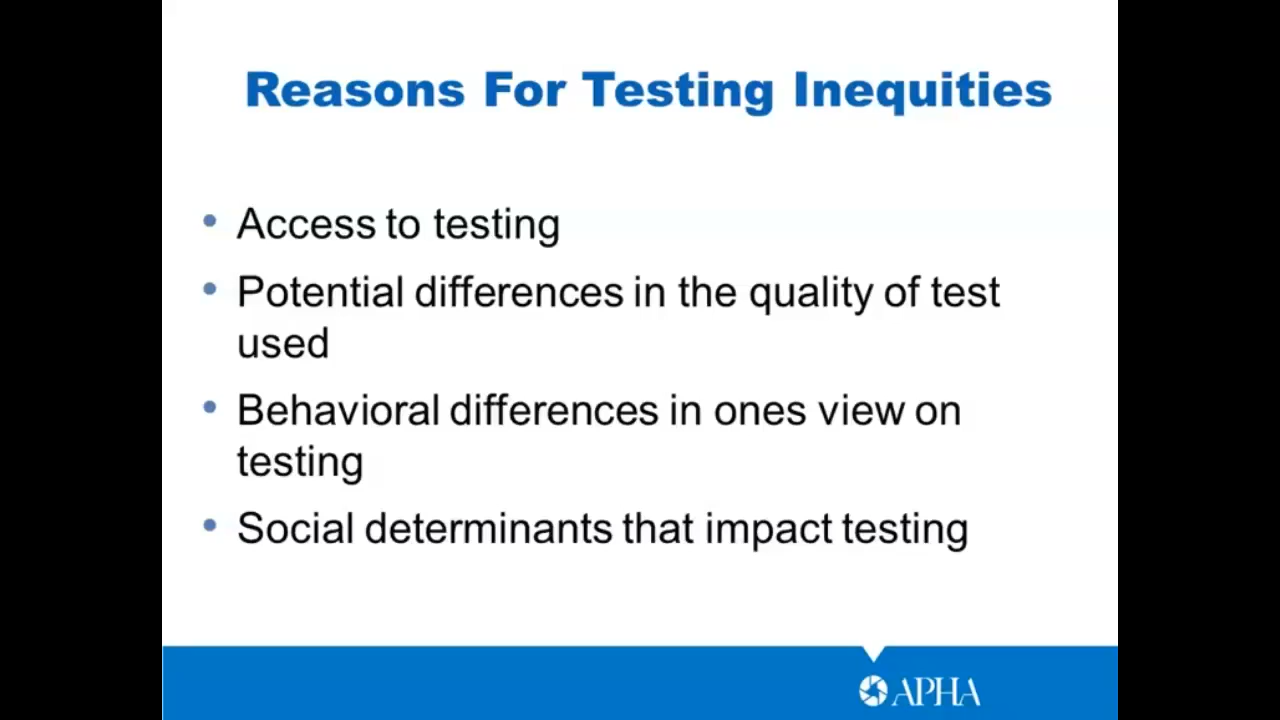 Reasons For Testing Inequities
• Access to testing
• Potential differences in the quality of test
used
• Behavioral differences in ones view on
testing
• Social determinants that impact testing
APHA